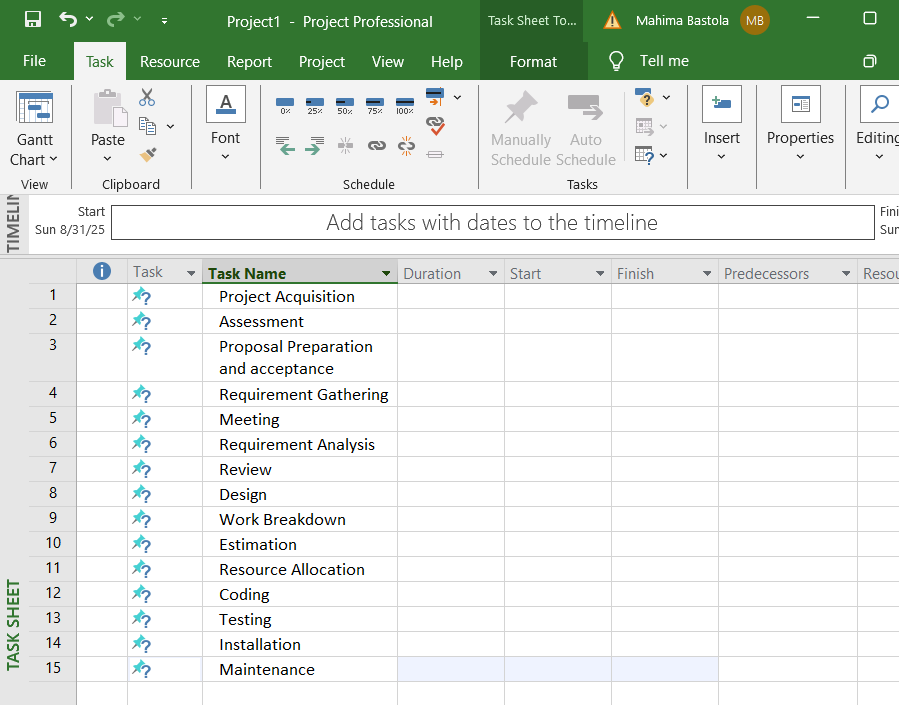 Project1 - Project Professional
Task Sheet To...
Mahima Bastola
MB
File
Task
Resource
Report
Project
View
Help
Format
Tell me
Gantt
Chart
View
Paste
Clipboard
A
Font
0%
25%
50%
75%
100%
Schedule
Manually
Schedule
Auto
Schedule
Tasks
Insert
Properties
Editing
TIMELIN
Start
Sun 8/31/25
Add tasks with dates to the timeline
Fini
Sun
Task
Task Name
Duration
Start
Finish
Predecessors
Resou
1 Project Acquisition
2 Assessment
3 Proposal Preparation
and acceptance
4 Requirement Gathering
5 Meeting
6 Requirement Analysis
7 Review
8 Design
9 Work Breakdown
10 Estimation
11 Resource Allocation
12 Coding
13 Testing
14 Installation
15 Maintenance
TASK SHEET